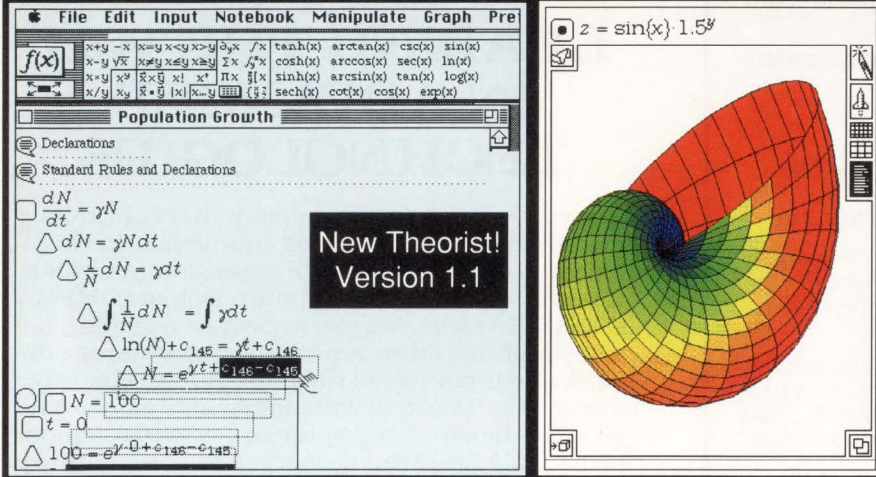 File Edit Input Notebook Manipulate Graph Pre
f(x)
x+y -x x=y x<y x>y ∂yx ∫x tanh(x) arctan(x) csc(x) sin(x)
x-y √x x≠y x≤y x≥y Σx cosh(x) arccos(x) sec(x) ln(x)
x×y x^y x×y x! x† Πx sinh(x) arcsin(x) tan(x) log(x)
x/y x_y x•y |x| x…y sech(x) cot(x) cos(x) exp(x)
Population Growth
Declarations
Standard Rules and Declarations
dN/dt = γN
dN = γNdt
1/N dN = γdt
∫ 1/N dN = ∫ γdt
ln(N)+c₁₄₅ = γt+c₁₄₆
N = e^γt+c₁₄₆-c₁₄₅
N = 100
t = 0
100 = e^γ·0+c₁₄₆-c₁₄₅
New Theorist!
Version 1.1
z = sin{x}·1.5^y